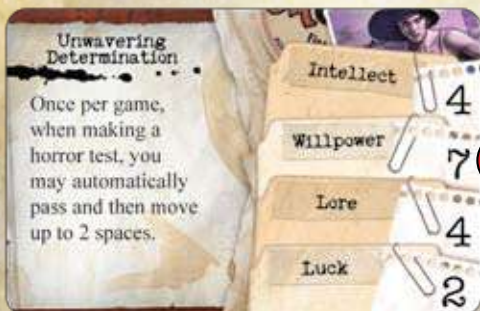 Unwavering
Determination
Once per game,
when making a
horror test, you
may automatically
pass and then move
up to 2 spaces.
Intellect
4
Willpower
7
Lore
4
Luck
2